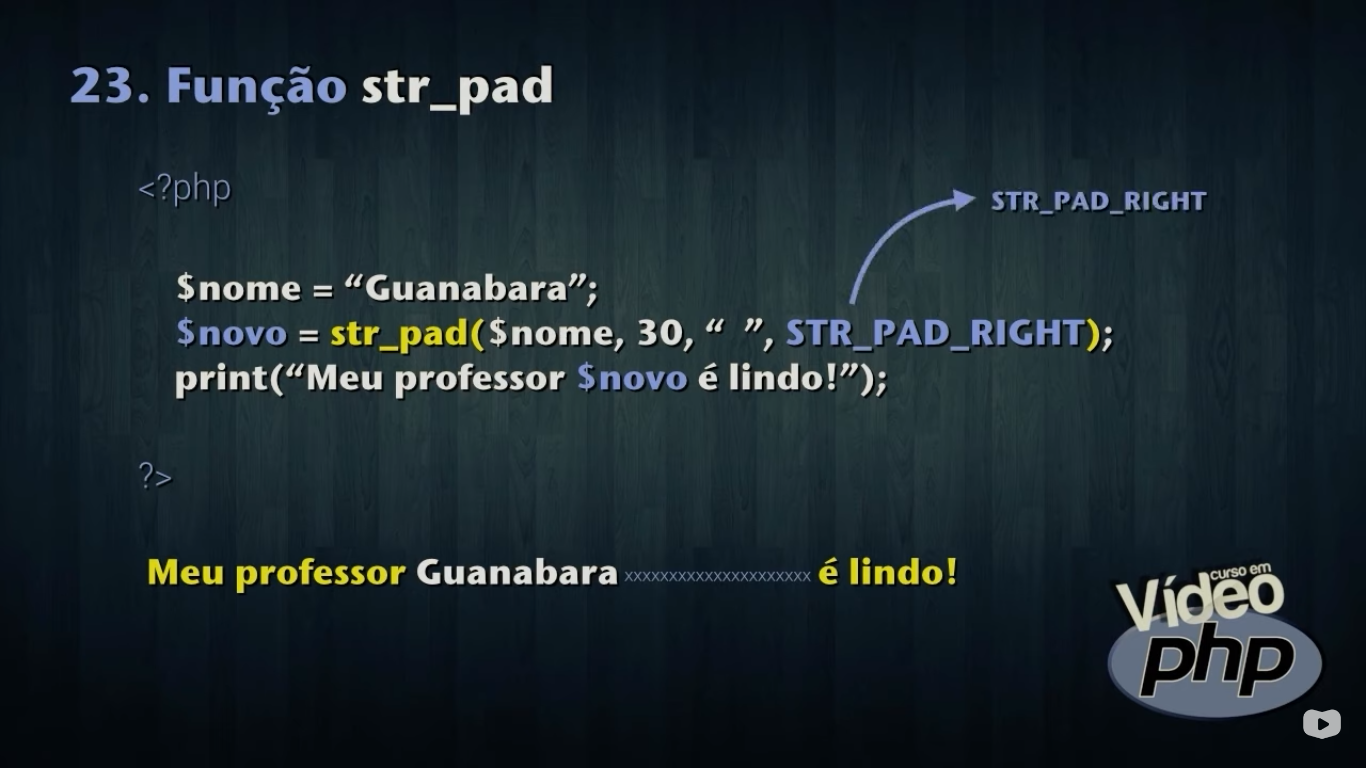 23. Função str_pad
<?php
STR_PAD_RIGHT
$nome = “Guanabara”;
$novo = str_pad($nome, 30, “ ”, STR_PAD_RIGHT);
print(“Meu professor $novo é lindo!”);
?>
Meu professor Guanabara xxxxxxxxxxxxxxxxxxxxx é lindo!
curso em
Vídeo
php